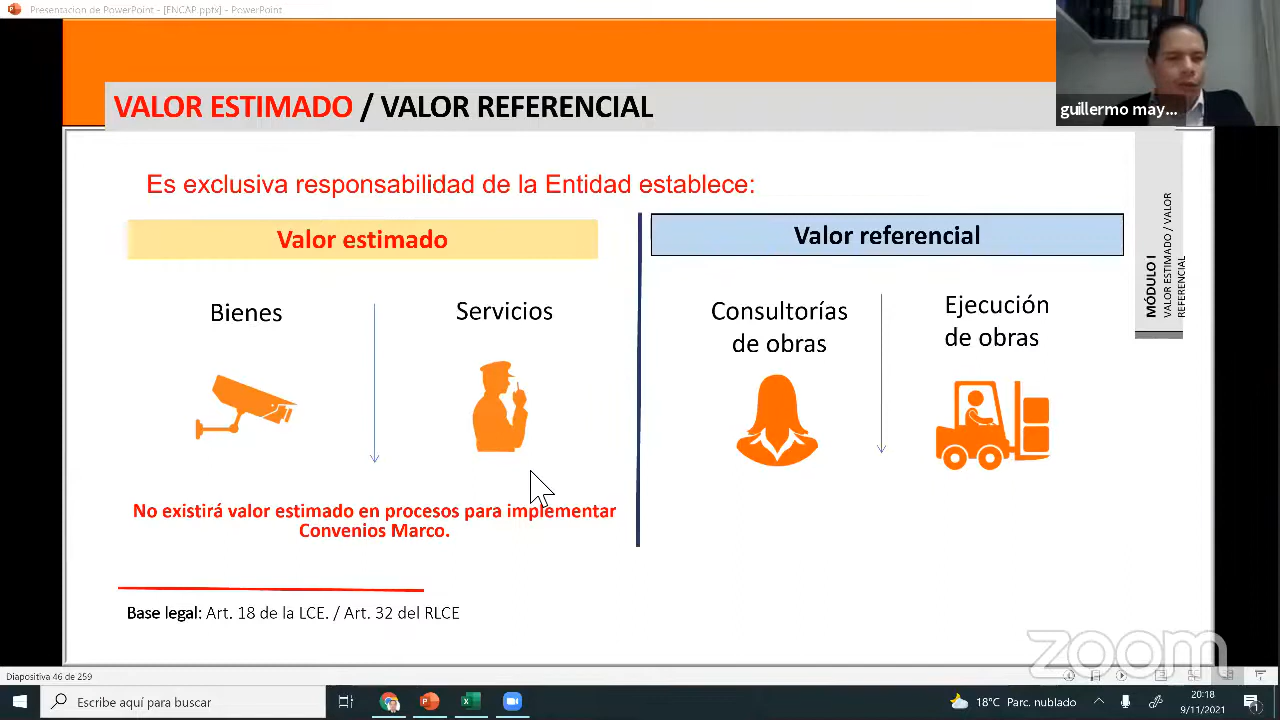 Presentación de PowerPoint - [ENCAP.pptx] - PowerPoint
guillermo may...
VALOR ESTIMADO / VALOR REFERENCIAL
Es exclusiva responsabilidad de la Entidad establece:
Valor estimado
Valor referencial
Bienes
Servicios
Consultorías
de obras
Ejecución
de obras
MÓDULO I
VALOR ESTIMADO / VALOR
REFERENCIAL
No existirá valor estimado en procesos para implementar
Convenios Marco.
Base legal: Art. 18 de la LCE. / Art. 32 del RLCE
zoom
Diapositiva 46 de 259
Escribe aquí para buscar
18°C Parc. nublado
20:18
9/11/2021